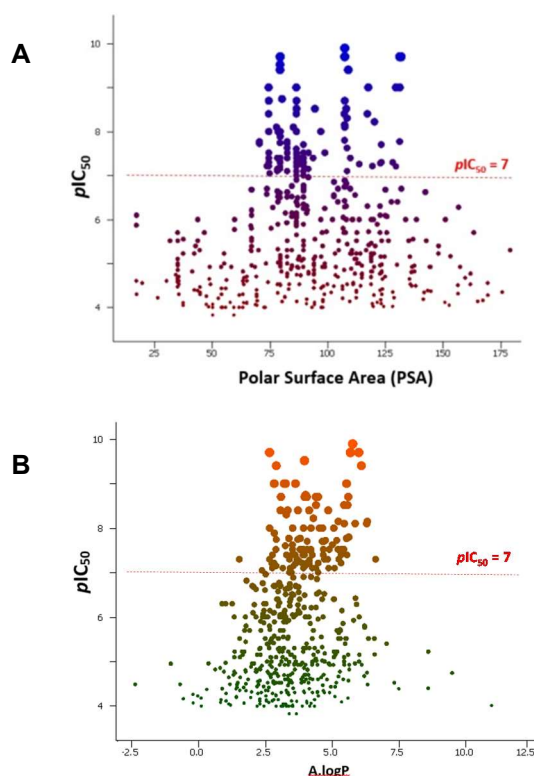 A
10
8
6
4
pIC50
pIC50 = 7
25 50 75 100 125 150 175
Polar Surface Area (PSA)
B
10
8
6
4
pIC50
pIC50 = 7
-2.5 0.0 2.5 5.0 7.5 10.0 12.5
A.logP